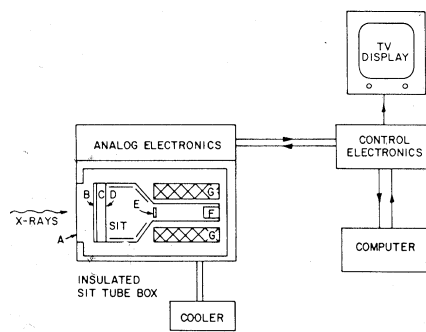 TV
DISPLAY
ANALOG ELECTRONICS
CONTROL
ELECTRONICS
B C D
E
G
F
SIT
X-RAYS
A
G
COMPUTER
INSULATED
SIT TUBE BOX
COOLER